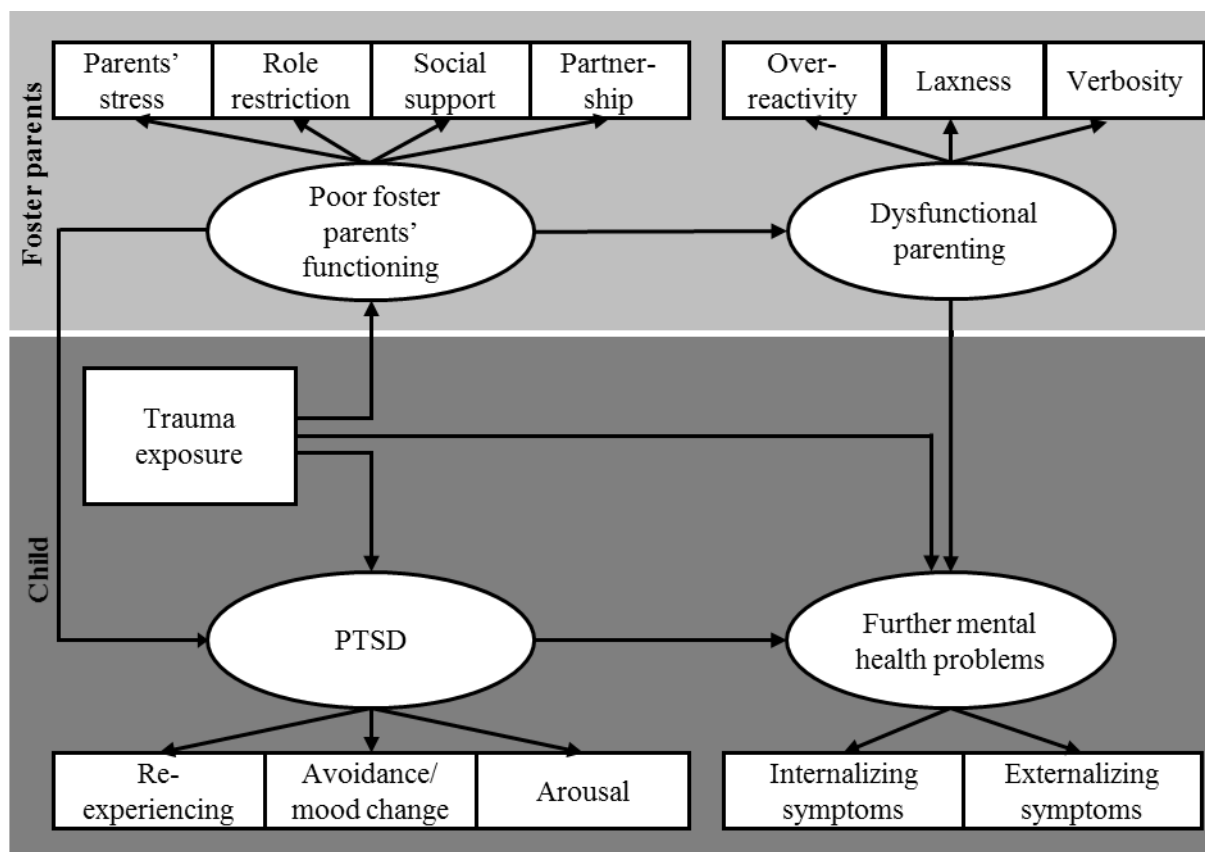 Parents’
stress
Role
restriction
Social
support
Partner-
ship
Over-
reactivity
Laxness
Verbosity
Foster parents
Poor foster
parents’
functioning
Dysfunctional
parenting
Trauma
exposure
Child
PTSD
Further mental
health problems
Re-
experiencing
Avoidance/
mood change
Arousal
Internalizing
symptoms
Externalizing
symptoms